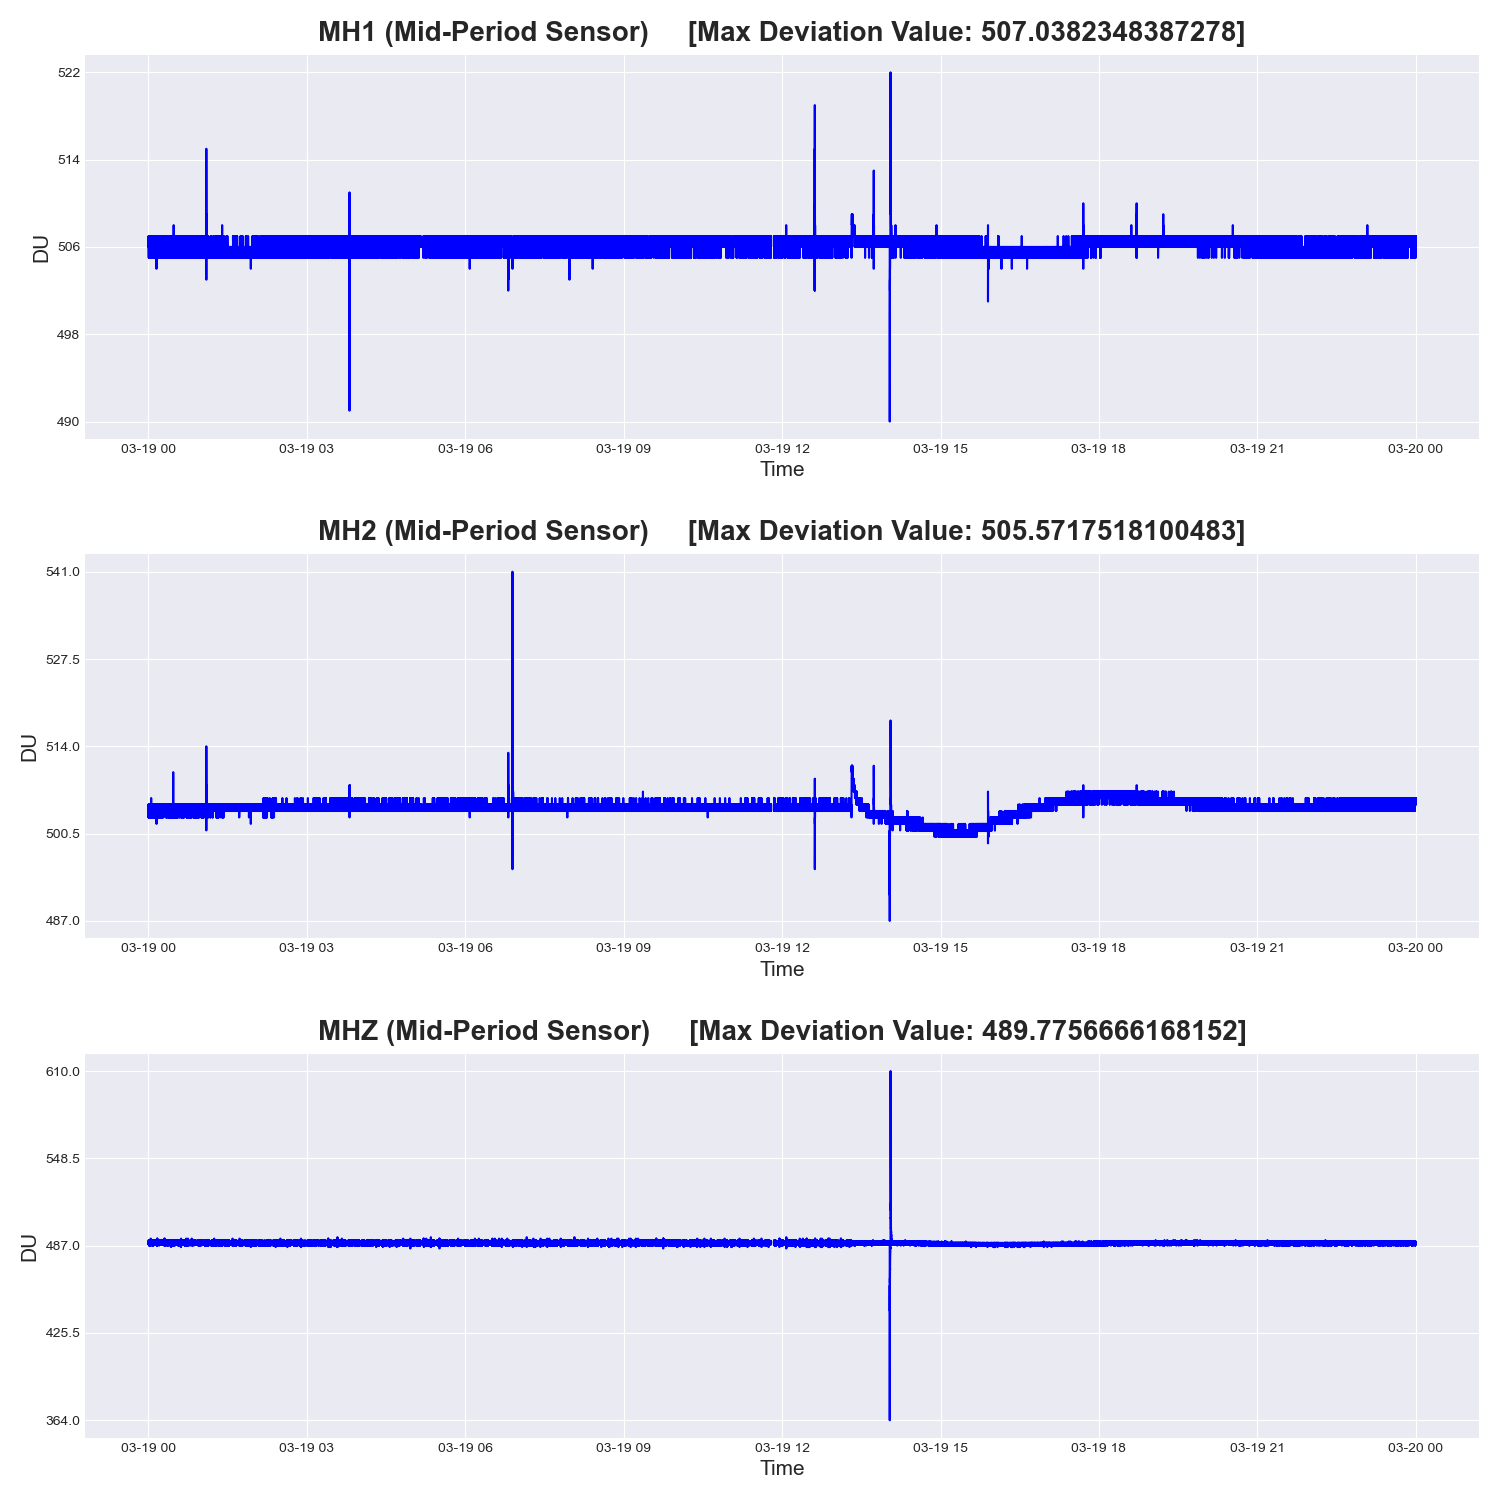 MH1 (Mid-Period Sensor) [Max Deviation Value: 507.0382348387278]
522
514
506
498
490
DU
03-19 00 03-19 03 03-19 06 03-19 09 03-19 12 03-19 15 03-19 18 03-19 21 03-20 00
Time
MH2 (Mid-Period Sensor) [Max Deviation Value: 505.5717518100483]
541.0
527.5
514.0
500.5
487.0
DU
03-19 00 03-19 03 03-19 06 03-19 09 03-19 12 03-19 15 03-19 18 03-19 21 03-20 00
Time
MHZ (Mid-Period Sensor) [Max Deviation Value: 489.7756666168152]
610.0
548.5
487.0
425.5
364.0
DU
03-19 00 03-19 03 03-19 06 03-19 09 03-19 12 03-19 15 03-19 18 03-19 21 03-20 00
Time